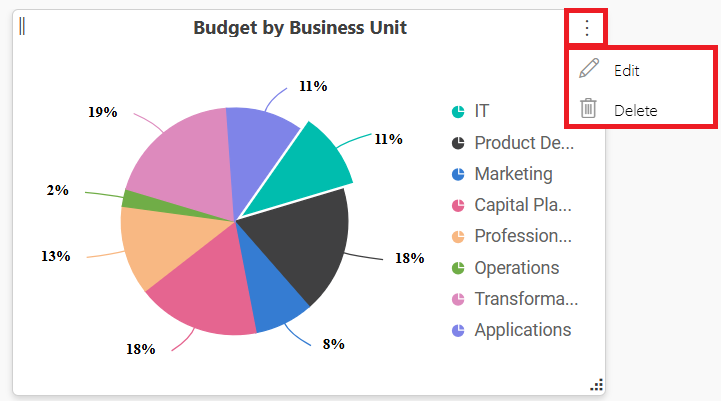 Budget by Business Unit
Edit
Delete
11%
19%
11%
2%
13%
18%
18%
8%
IT
Product De...
Marketing
Capital Pla...
Profession...
Operations
Transforma...
Applications